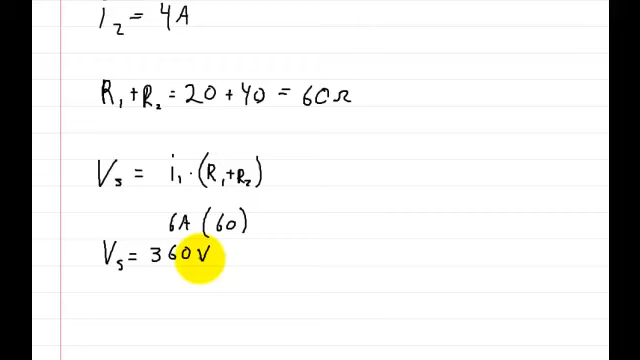 i₂ = 4A
R₁+R₂ = 20 + 40 = 60Ω
Vₛ = i₁·(R₁+R₂)
6A (60)
Vₛ = 360V